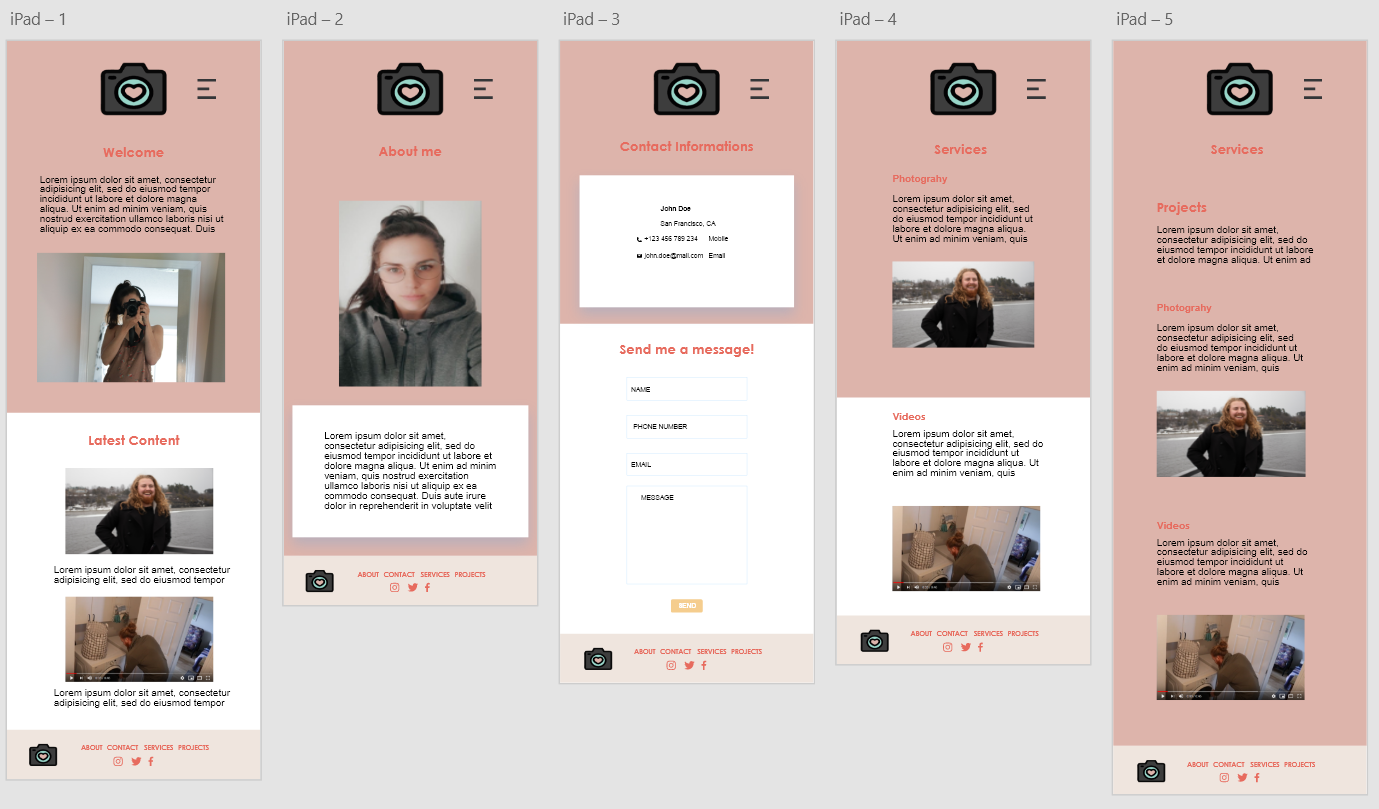 iPad – 1
Welcome
Lorem ipsum dolor sit amet, consectetur
adipisicing elit, sed do eiusmod tempor
incididunt ut labore et dolore magna
aliqua. Ut enim ad minim veniam, quis
nostrud exercitation ullamco laboris nisi ut
aliquip ex ea commodo consequat. Duis
Latest Content
Lorem ipsum dolor sit amet, consectetur
adipisicing elit, sed do eiusmod tempor
Lorem ipsum dolor sit amet, consectetur
adipisicing elit, sed do eiusmod tempor
ABOUT CONTACT SERVICES PROJECTS
iPad – 2
About me
Lorem ipsum dolor sit amet,
consectetur adipisicing elit, sed do
eiusmod tempor incididunt ut labore et
dolore magna aliqua. Ut enim ad minim
veniam, quis nostrud exercitation
ullamco laboris nisi ut aliquip ex ea
commodo consequat. Duis aute irure
dolor in reprehenderit in voluptate velit
ABOUT CONTACT SERVICES PROJECTS
iPad – 3
Contact Informations
John Doe
San Francisco, CA
+123 456 789 234 Mobile
john.doe@mail.com Email
Send me a message!
NAME
PHONE NUMBER
EMAIL
MESSAGE
SEND
ABOUT CONTACT SERVICES PROJECTS
iPad – 4
Services
Photograhy
Lorem ipsum dolor sit amet,
consectetur adipisicing elit, sed
do eiusmod tempor incididunt ut
labore et dolore magna aliqua.
Ut enim ad minim veniam, quis
Videos
Lorem ipsum dolor sit amet,
consectetur adipisicing elit, sed do
eiusmod tempor incididunt ut
labore et dolore magna aliqua. Ut
enim ad minim veniam, quis
ABOUT CONTACT SERVICES PROJECTS
iPad – 5
Services
Projects
Lorem ipsum dolor sit amet,
consectetur adipisicing elit, sed do
eiusmod tempor incididunt ut labore
et dolore magna aliqua. Ut enim ad
Photograhy
Lorem ipsum dolor sit amet,
consectetur adipisicing elit, sed
do eiusmod tempor incididunt ut
labore et dolore magna aliqua. Ut
enim ad minim veniam, quis
Videos
Lorem ipsum dolor sit amet,
consectetur adipisicing elit, sed do
eiusmod tempor incididunt ut
labore et dolore magna aliqua. Ut
enim ad minim veniam, quis
ABOUT CONTACT SERVICES PROJECTS